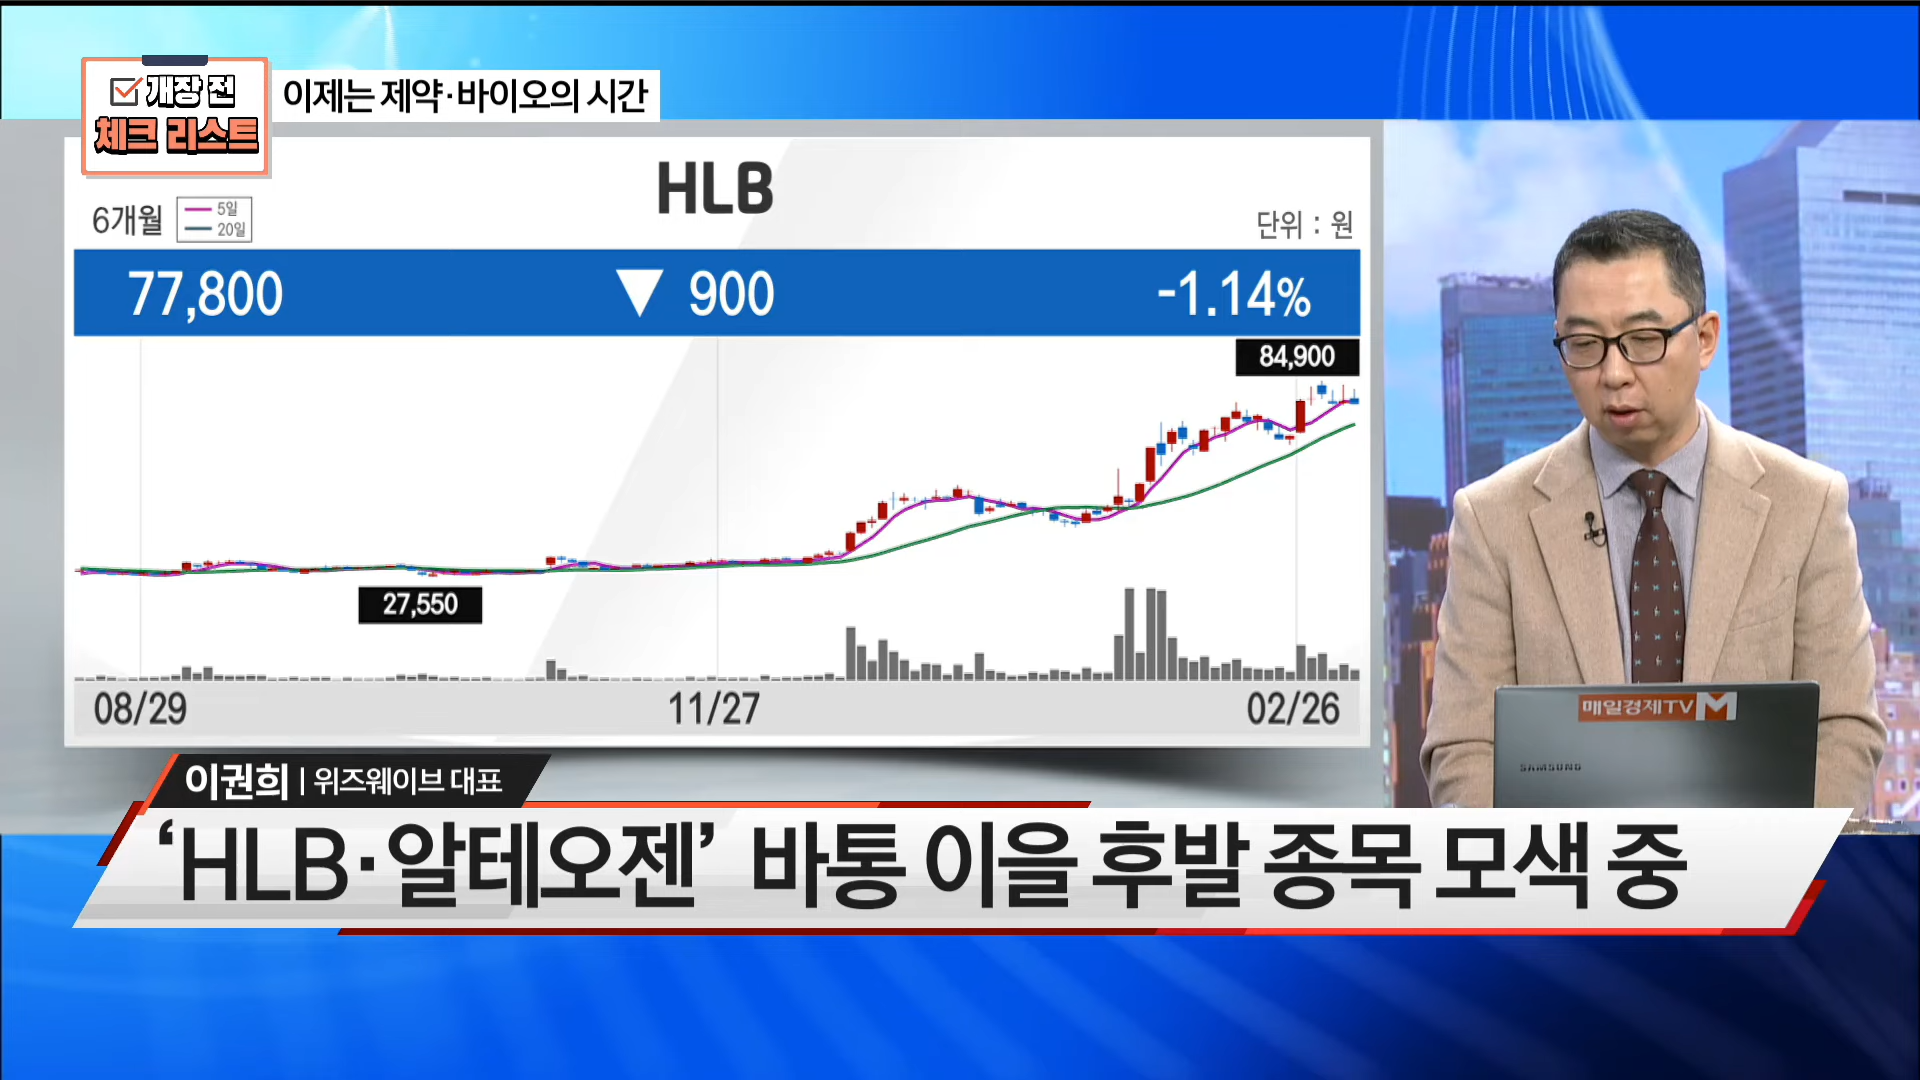 개장 전
체크 리스트
이제는 제약·바이오의 시간
HLB
6개월
5일
20일
단위 : 원
77,800 ▼ 900 -1.14%
84,900
27,550
08/29 11/27 02/26
매일경제TV M
SAMSUNG
이권희 | 위즈웨이브 대표
‘HLB·알테오젠’ 바통 이을 후발 종목 모색 중